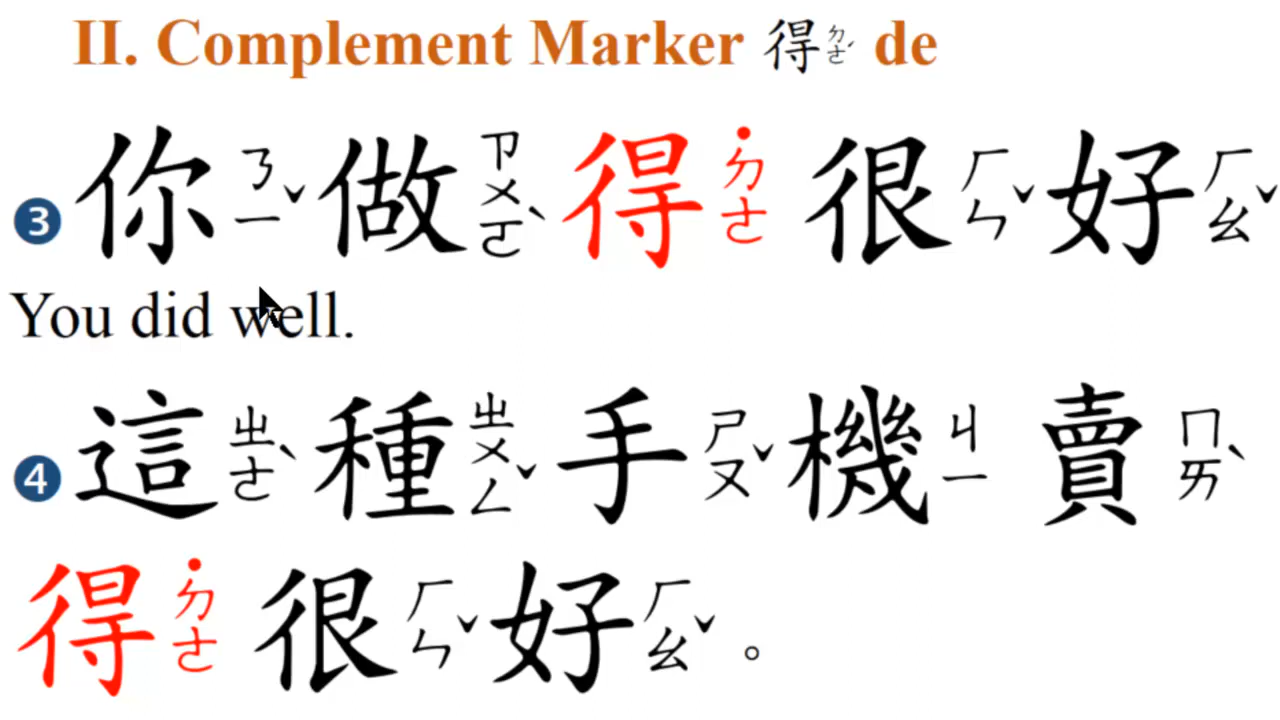 II. Complement Marker 得ㄉㄜˊ de
❸ 你ㄋㄧˇ 做ㄗㄨㄛˋ 得˙ㄉㄜ 很ㄏㄣˇ 好ㄏㄠˇ
You did well.
❹ 這ㄓㄜˋ 種ㄓㄨㄥˇ 手ㄕㄡˇ 機ㄐㄧ 賣ㄇㄞˋ
得˙ㄉㄜ 很ㄏㄣˇ 好ㄏㄠˇ 。